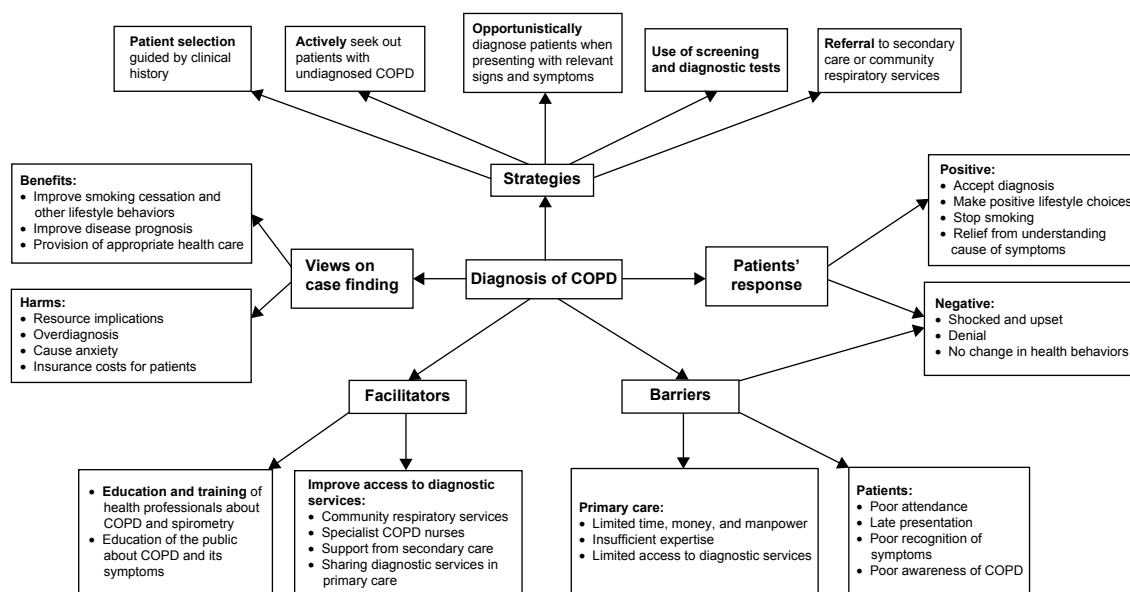 Patient selection
guided by clinical
history
Actively seek out
patients with
undiagnosed COPD
Opportunistically
diagnose patients when
presenting with relevant
signs and symptoms
Use of screening
and diagnostic tests
Referral to secondary
care or community
respiratory services
Strategies
Benefits:
• Improve smoking cessation and
other lifestyle behaviors
• Improve disease prognosis
• Provision of appropriate health care
Harms:
• Resource implications
• Overdiagnosis
• Cause anxiety
• Insurance costs for patients
Views on
case finding
Diagnosis of COPD
Patients’
response
Positive:
• Accept diagnosis
• Make positive lifestyle choices
• Stop smoking
• Relief from understanding
cause of symptoms
Negative:
• Shocked and upset
• Denial
• No change in health behaviors
Facilitators
Barriers
• Education and training of
health professionals about
COPD and spirometry
• Education of the public
about COPD and its
symptoms
Improve access to diagnostic
services:
• Community respiratory services
• Specialist COPD nurses
• Support from secondary care
• Sharing diagnostic services in
primary care
Primary care:
• Limited time, money, and manpower
• Insufficient expertise
• Limited access to diagnostic services
Patients:
• Poor attendance
• Late presentation
• Poor recognition
of symptoms
• Poor awareness of COPD